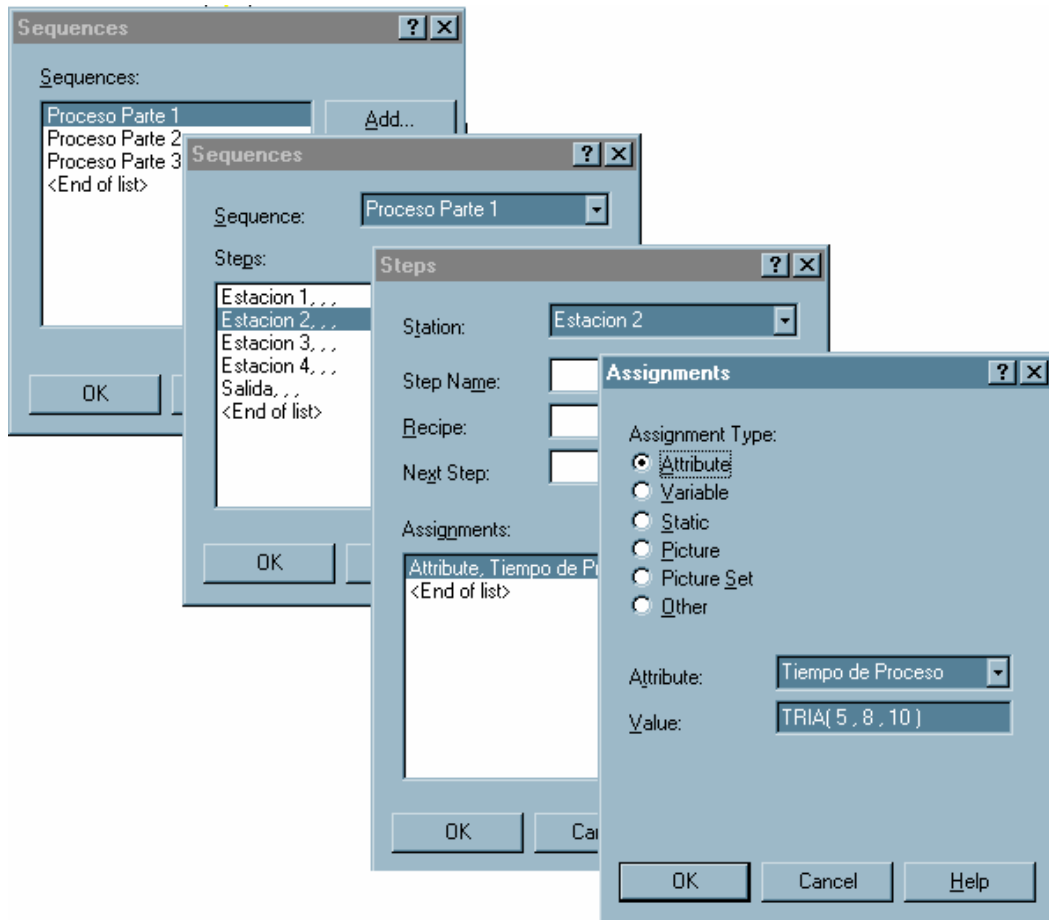 Sequences
Sequences:
Proceso Parte 1
Proceso Parte 2
Proceso Parte 3
<End of list>
Add...
OK
Sequences
Sequence:
Proceso Parte 1
Steps:
Estacion 1, , ,
Estacion 2, , ,
Estacion 3, , ,
Estacion 4, , ,
Salida, , ,
<End of list>
OK
Steps
Station:
Estacion 2
Step Name:
Recipe:
Next Step:
Assignments:
Attribute, Tiempo de
<End of list>
OK
Assignments
Assignment Type:
Attribute
Variable
Static
Picture
Picture Set
Other
Attribute:
Tiempo de Proceso
Value:
TRIA( 5 , 8 , 10 )
OK
Cancel
Help